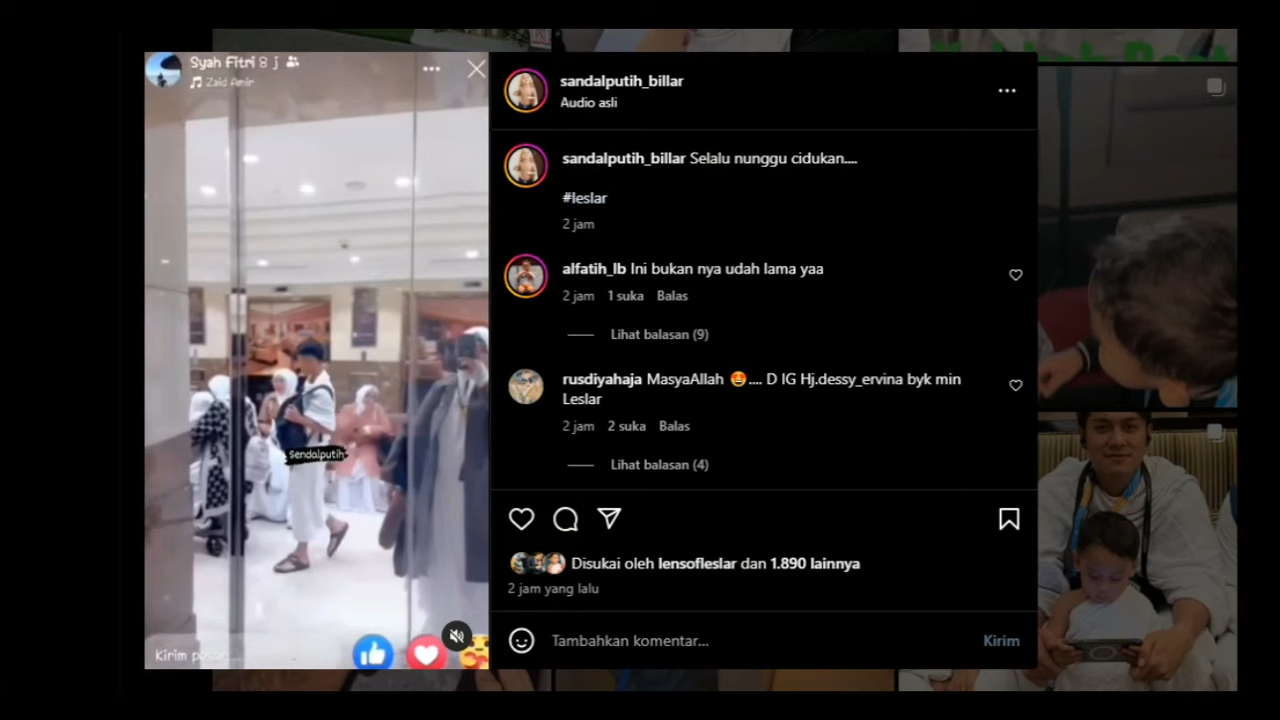 Syah Fitri 8 j
Zaid Amir
Sendalputih
Kirim pesan...
sandalputih_billar
Audio asli
sandalputih_billar Selalu nunggu cidukan....
#leslar
2 jam
alfatih_lb Ini bukan nya udah lama yaa
2 jam 1 suka Balas
Lihat balasan (9)
rusdiyahaja MasyaAllah 🤩.... D IG Hj.dessy_ervina byk min
Leslar
2 jam 2 suka Balas
Lihat balasan (4)
Disukai oleh lensofleslar dan 1.890 lainnya
2 jam yang lalu
Tambahkan komentar...
Kirim